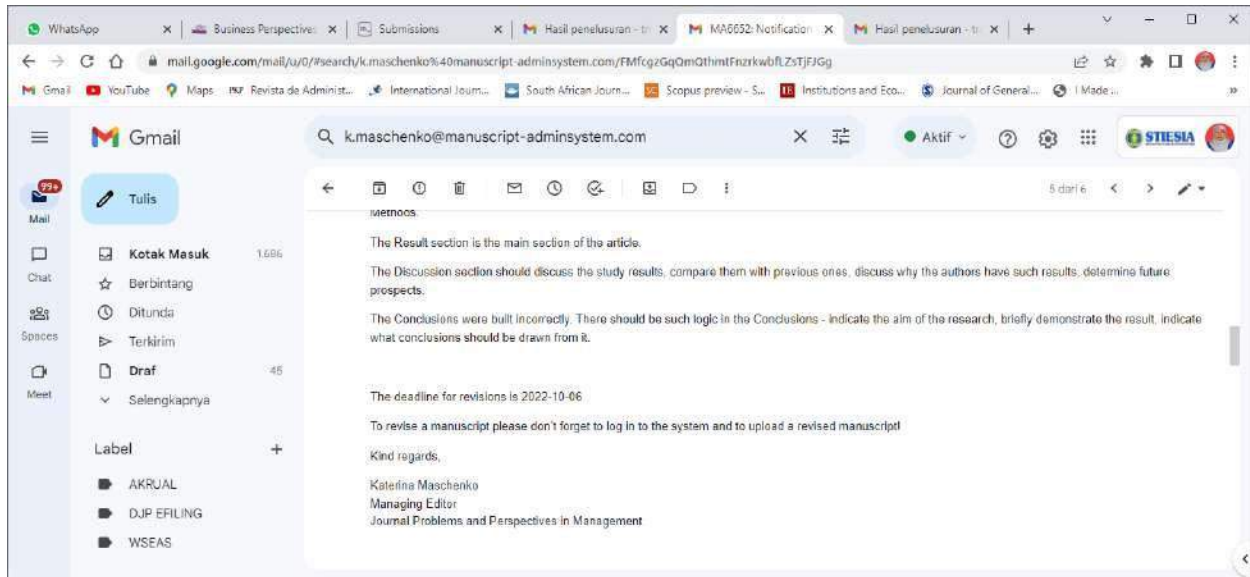 WhatsApp
Business Perspectives
Submissions
Hasil penelusuran - tr
MA6652: Notification
Hasil penelusuran - tr
mail.google.com/mail/u/0/#search/k.maschenko%40manuscript-adminsystem.com/
Gmail
YouTube
Maps
Revista de Administ...
International Journ...
South African Journ...
Scopus preview - S...
Institutions and Eco...
Journal of General...
I Made ...
Gmail
k.maschenko@manuscript-adminsystem.com
Aktif
STIESIA
99+
Mail
Chat
Spaces
Meet
Tulis
Kotak Masuk
Berbintang
Ditunda
Terkirim
Draf 45
Selengkapnya
Label
AKRUAL
DJP EFILING
WSEAS
5 dari 6
Methods.
The Result section is the main section of the article.
The Discussion section should discuss the study results, compare them with previous ones, discuss why the authors have such results, determine future
prospects.
The Conclusions were built incorrectly. There should be such logic in the Conclusions - indicate the aim of the research, briefly demonstrate the result, indicate
what conclusions should be drawn from it.
The deadline for revisions is 2022-10-06
To revise a manuscript please don't forget to log in to the system and to upload a revised manuscript!
Kind regards,
Katerina Maschenko
Managing Editor
Journal Problems and Perspectives in Management